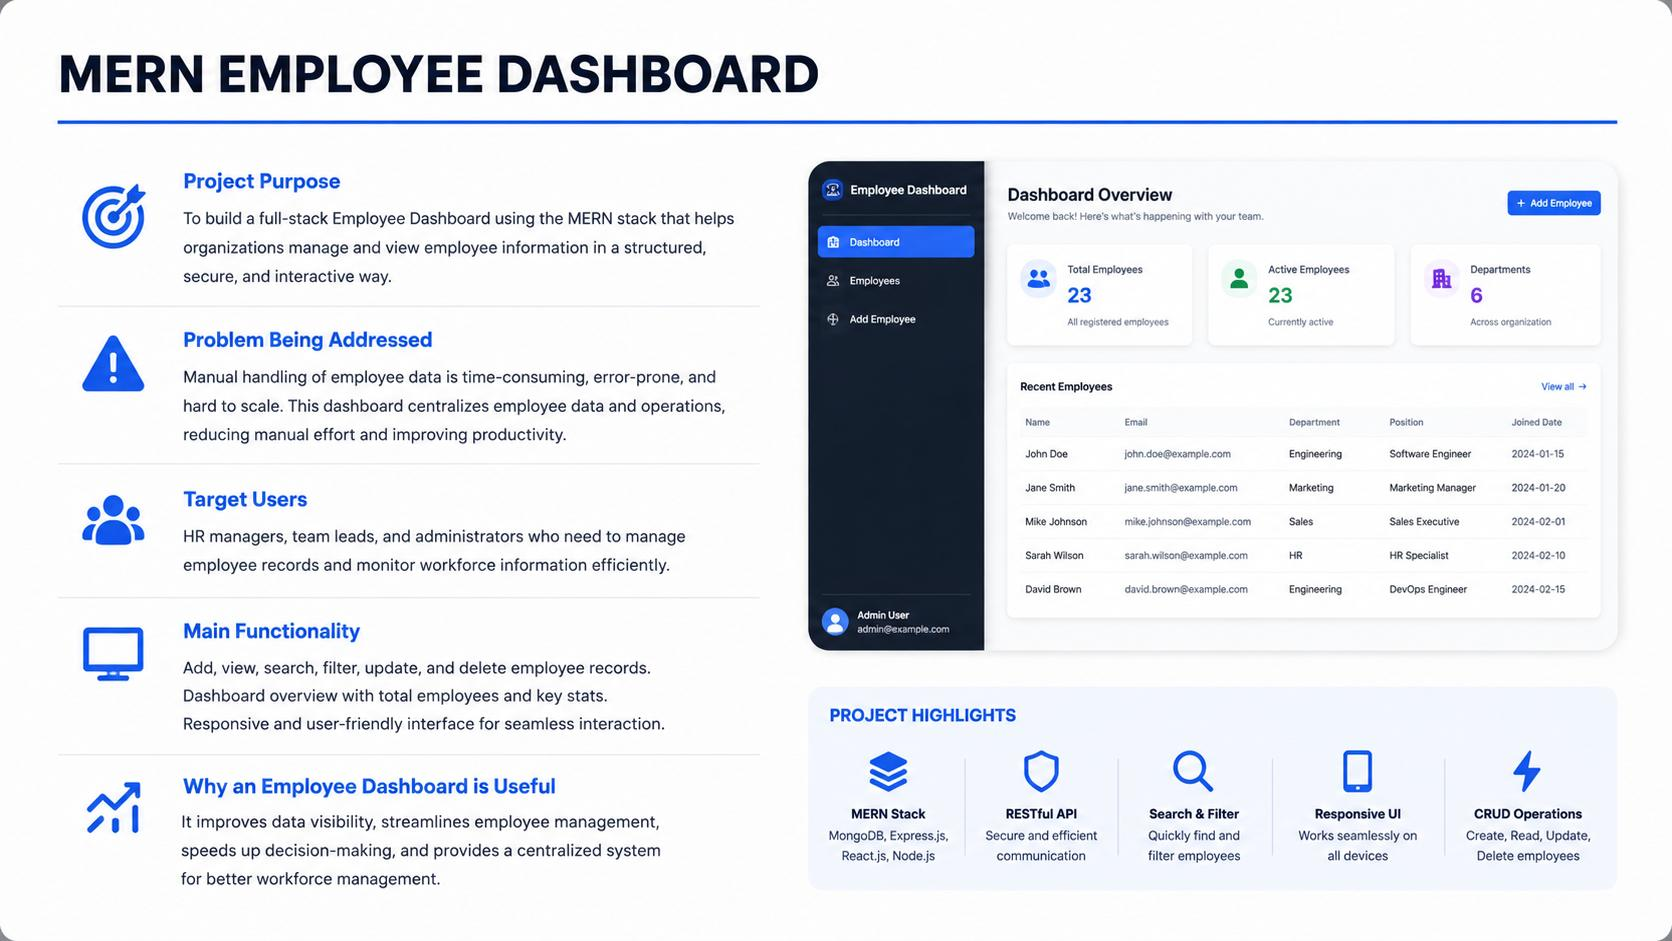 MERN EMPLOYEE DASHBOARD
Project Purpose
To build a full-stack Employee Dashboard using the MERN stack that helps
organizations manage and view employee information in a structured,
secure, and interactive way.
Problem Being Addressed
Manual handling of employee data is time-consuming, error-prone, and
hard to scale. This dashboard centralizes employee data and operations,
reducing manual effort and improving productivity.
Target Users
HR managers, team leads, and administrators who need to manage
employee records and monitor workforce information efficiently.
Main Functionality
Add, view, search, filter, update, and delete employee records.
Dashboard overview with total employees and key stats.
Responsive and user-friendly interface for seamless interaction.
Why an Employee Dashboard is Useful
It improves data visibility, streamlines employee management,
speeds up decision-making, and provides a centralized system
for better workforce management.
Employee Dashboard
Dashboard
Employees
Add Employee
Admin User
admin@example.com
Dashboard Overview
Welcome back! Here's what's happening with your team.
+ Add Employee
Total Employees
23
All registered employees
Active Employees
23
Currently active
Departments
6
Across organization
Recent Employees
View all →
Name Email Department Position Joined Date
John Doe john.doe@example.com Engineering Software Engineer 2024-01-15
Jane Smith jane.smith@example.com Marketing Marketing Manager 2024-01-20
Mike Johnson mike.johnson@example.com Sales Sales Executive 2024-02-01
Sarah Wilson sarah.wilson@example.com HR HR Specialist 2024-02-10
David Brown david.brown@example.com Engineering DevOps Engineer 2024-02-15
PROJECT HIGHLIGHTS
MERN Stack
MongoDB, Express.js,
React.js, Node.js
RESTful API
Secure and efficient
communication
Search & Filter
Quickly find and
filter employees
Responsive UI
Works seamlessly on
all devices
CRUD Operations
Create, Read, Update,
Delete employees